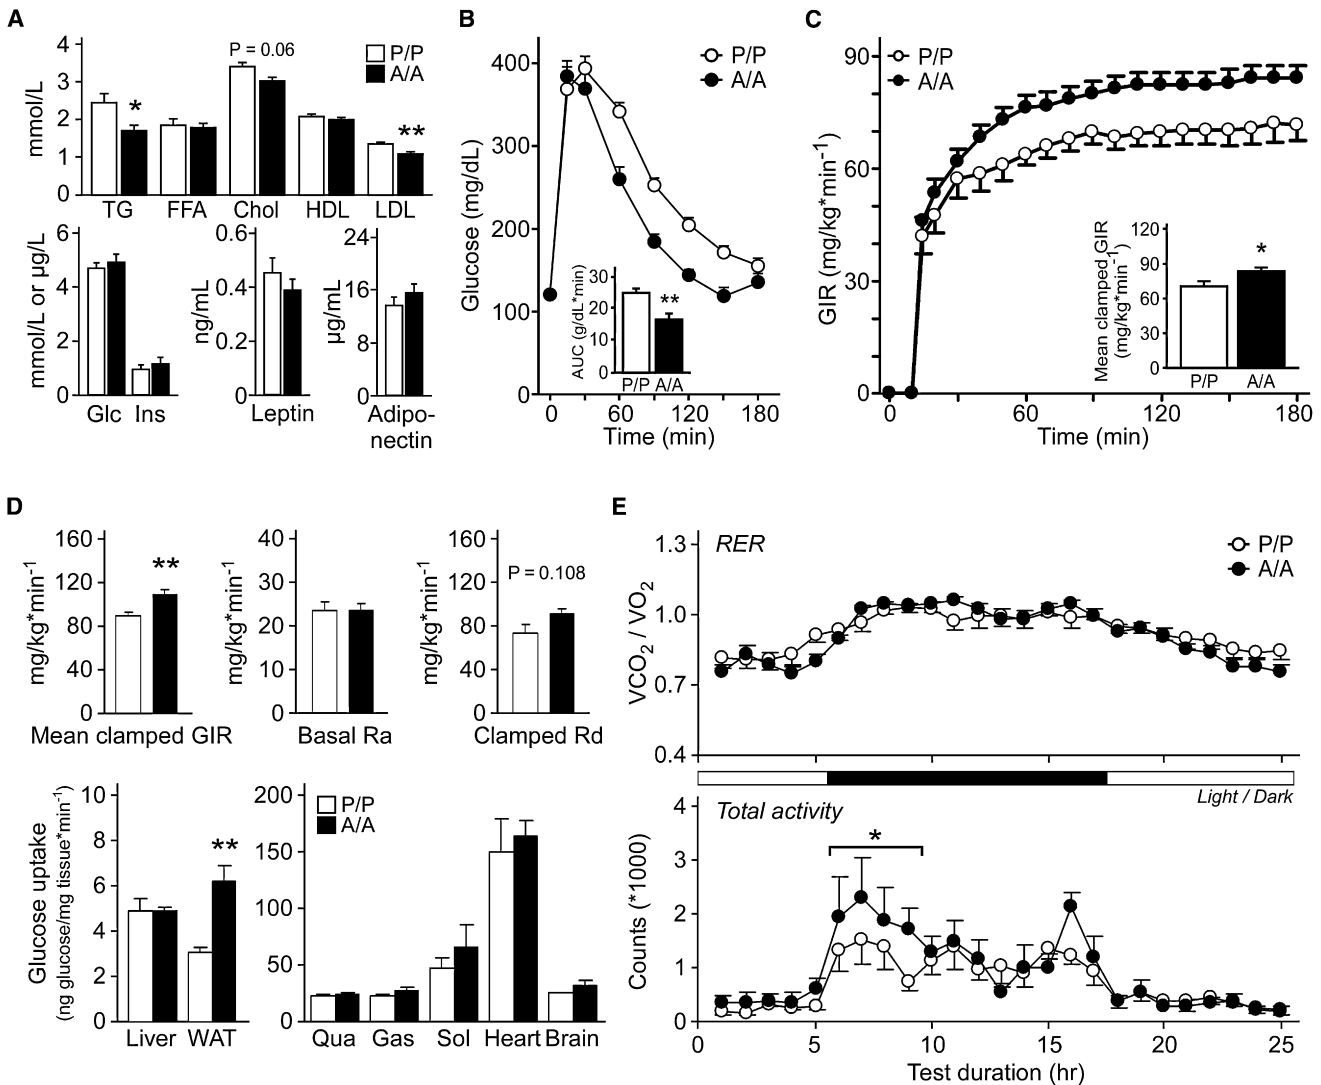 A
4
3
2
1
0
mmol/L
P = 0.06
P/P
A/A
*
**
TG FFA Chol HDL LDL
6
4
2
0
mmol/L or µg/L
Glc Ins
0.6
0.4
0.2
0
ng/mL
Leptin
24
16
8
0
µg/mL
Adipo-
nectin
B
400
300
200
100
0
Glucose (mg/dL)
P/P
A/A
30
20
10
0
AUC (g/dL*min)
**
P/P A/A
0 60 120 180
Time (min)
C
90
60
30
0
GIR (mg/kg*min-1)
P/P
A/A
120
90
60
30
0
Mean clamped GIR
(mg/kg*min-1)
*
P/P A/A
0 60 120 180
Time (min)
D
160
120
80
40
0
mg/kg*min-1
**
Mean clamped GIR
40
30
20
10
0
mg/kg*min-1
Basal Ra
160
120
80
40
0
mg/kg*min-1
P = 0.108
Clamped Rd
10
8
6
4
2
0
Glucose uptake
(ng glucose/mg tissue*min-1)
**
Liver WAT
200
150
100
50
0
P/P
A/A
Qua Gas Sol Heart Brain
E
1.3
1.0
0.7
0.4
VCO2 / VO2
RER
P/P
A/A
Light / Dark
4
3
2
1
0
Counts (*1000)
Total activity
*
0 5 10 15 20 25
Test duration (hr)